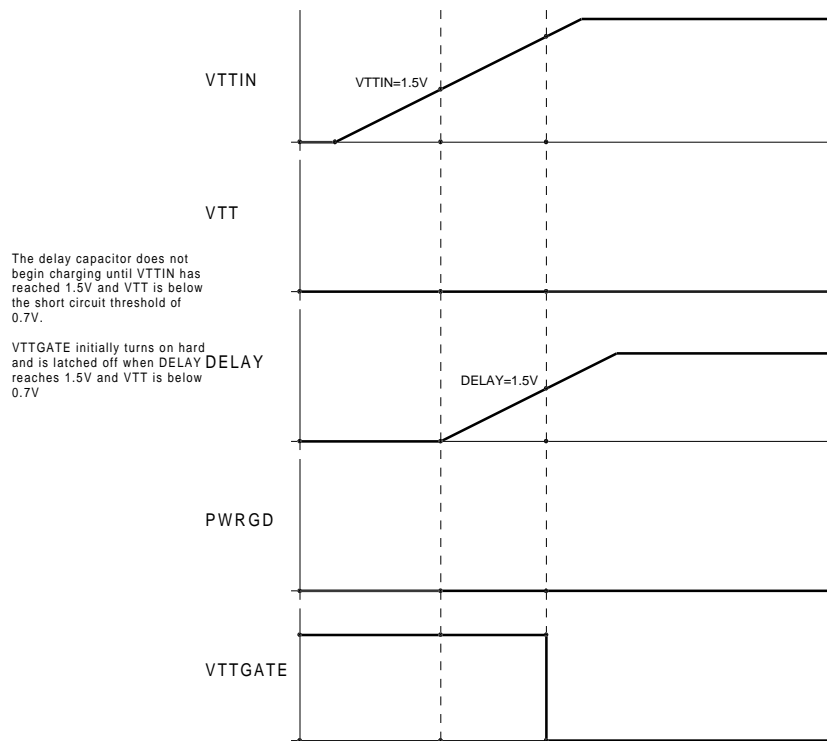 VTTIN
VTTIN=1.5V
VTT
The delay capacitor does not
begin charging until VTTIN has
reached 1.5V and VTT is below
the short circuit threshold of
0.7V.
VTTGATE initially turns on hard
and is latched off when DELAY
reaches 1.5V and VTT is below
0.7V
DELAY
DELAY=1.5V
PWRGD
VTTGATE